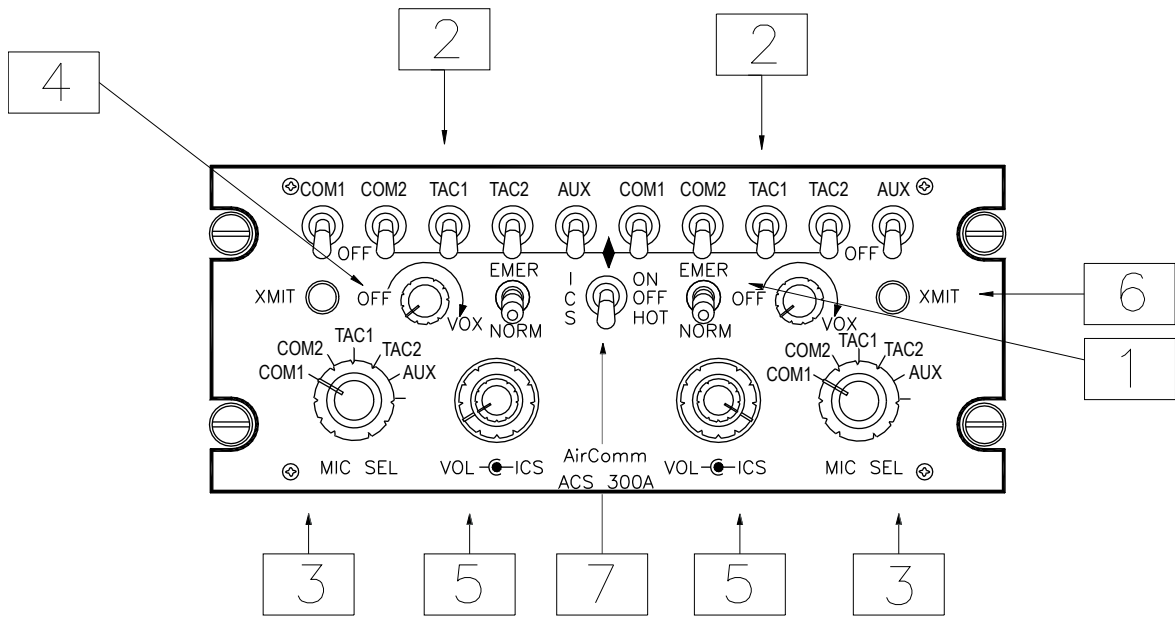 2 2
4
COM1 COM2 TAC1 TAC2 AUX COM1 COM2 TAC1 TAC2 AUX
OFF OFF
EMER I C S ON OFF HOT EMER
XMIT OFF VOX NORM NORM OFF VOX XMIT
6
1
COM1 COM2 TAC1 TAC2 AUX COM1 COM2 TAC1 TAC2 AUX
MIC SEL VOL ICS AirComm VOL ICS MIC SEL
ACS 300A
3 5 7 5 3